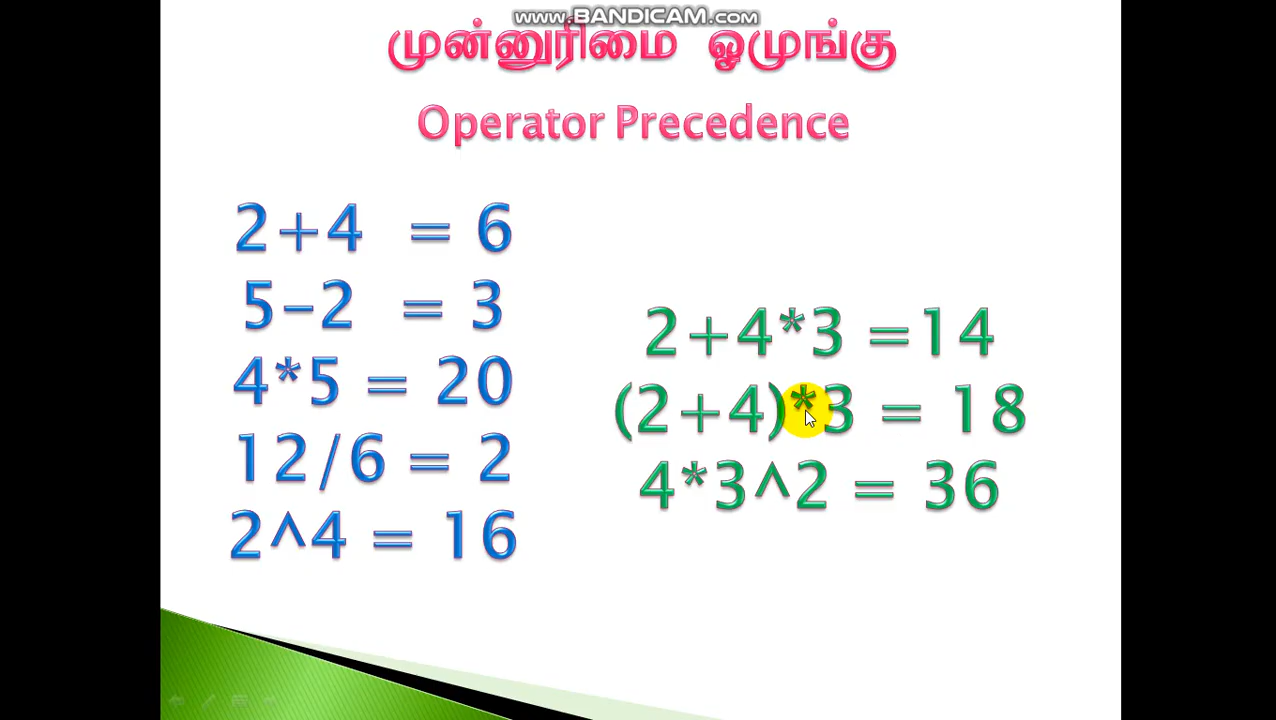 www.BANDICAM.com
முன்னுரிமை ஒழுங்கு
Operator Precedence
2+4 = 6
5-2 = 3
4*5 = 20
12/6 = 2
2^4 = 16
2+4*3 =14
(2+4)*3 = 18
4*3^2 = 36